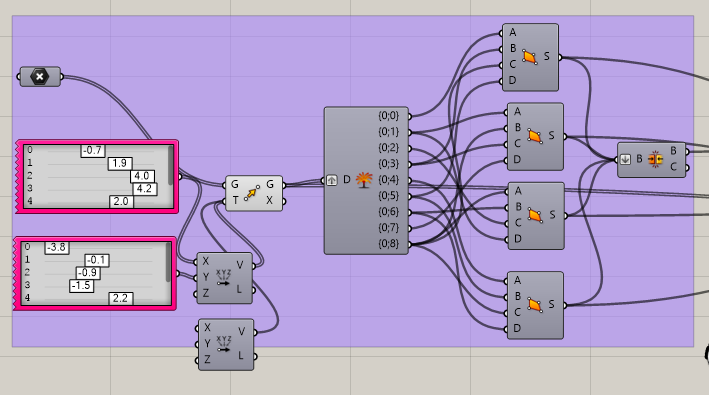 0 -0.7
1 1.9
2 4.0
3 4.2
4 2.0
0 -3.8
1 -0.1
2 -0.9
3 -1.5
4 2.2
G G
T X
X V
Y XYZ
Z L
X V
Y XYZ
Z L
D
{0;0}
{0;1}
{0;2}
{0;3}
{0;4}
{0;5}
{0;6}
{0;7}
{0;8}
A
B S
C
D
A
B S
C
D
A
B S
C
D
A
B S
C
D
B B
C